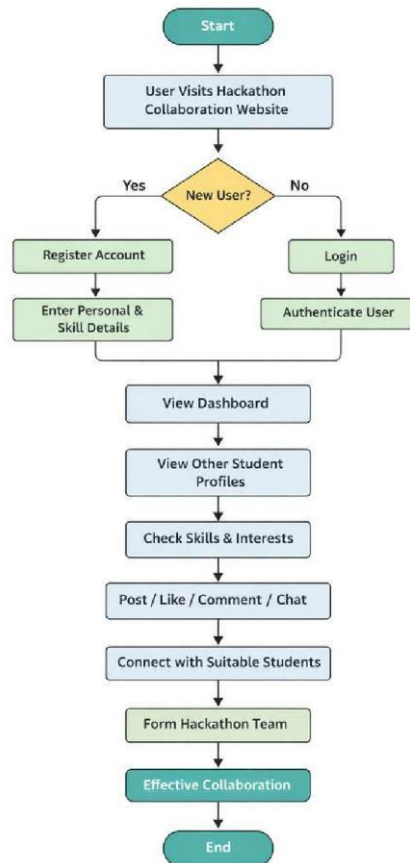 Start
User Visits Hackathon
Collaboration Website
New User?
Yes
No
Register Account
Login
Enter Personal &
Skill Details
Authenticate User
View Dashboard
View Other Student
Profiles
Check Skills & Interests
Post / Like / Comment / Chat
Connect with Suitable Students
Form Hackathon Team
Effective Collaboration
End